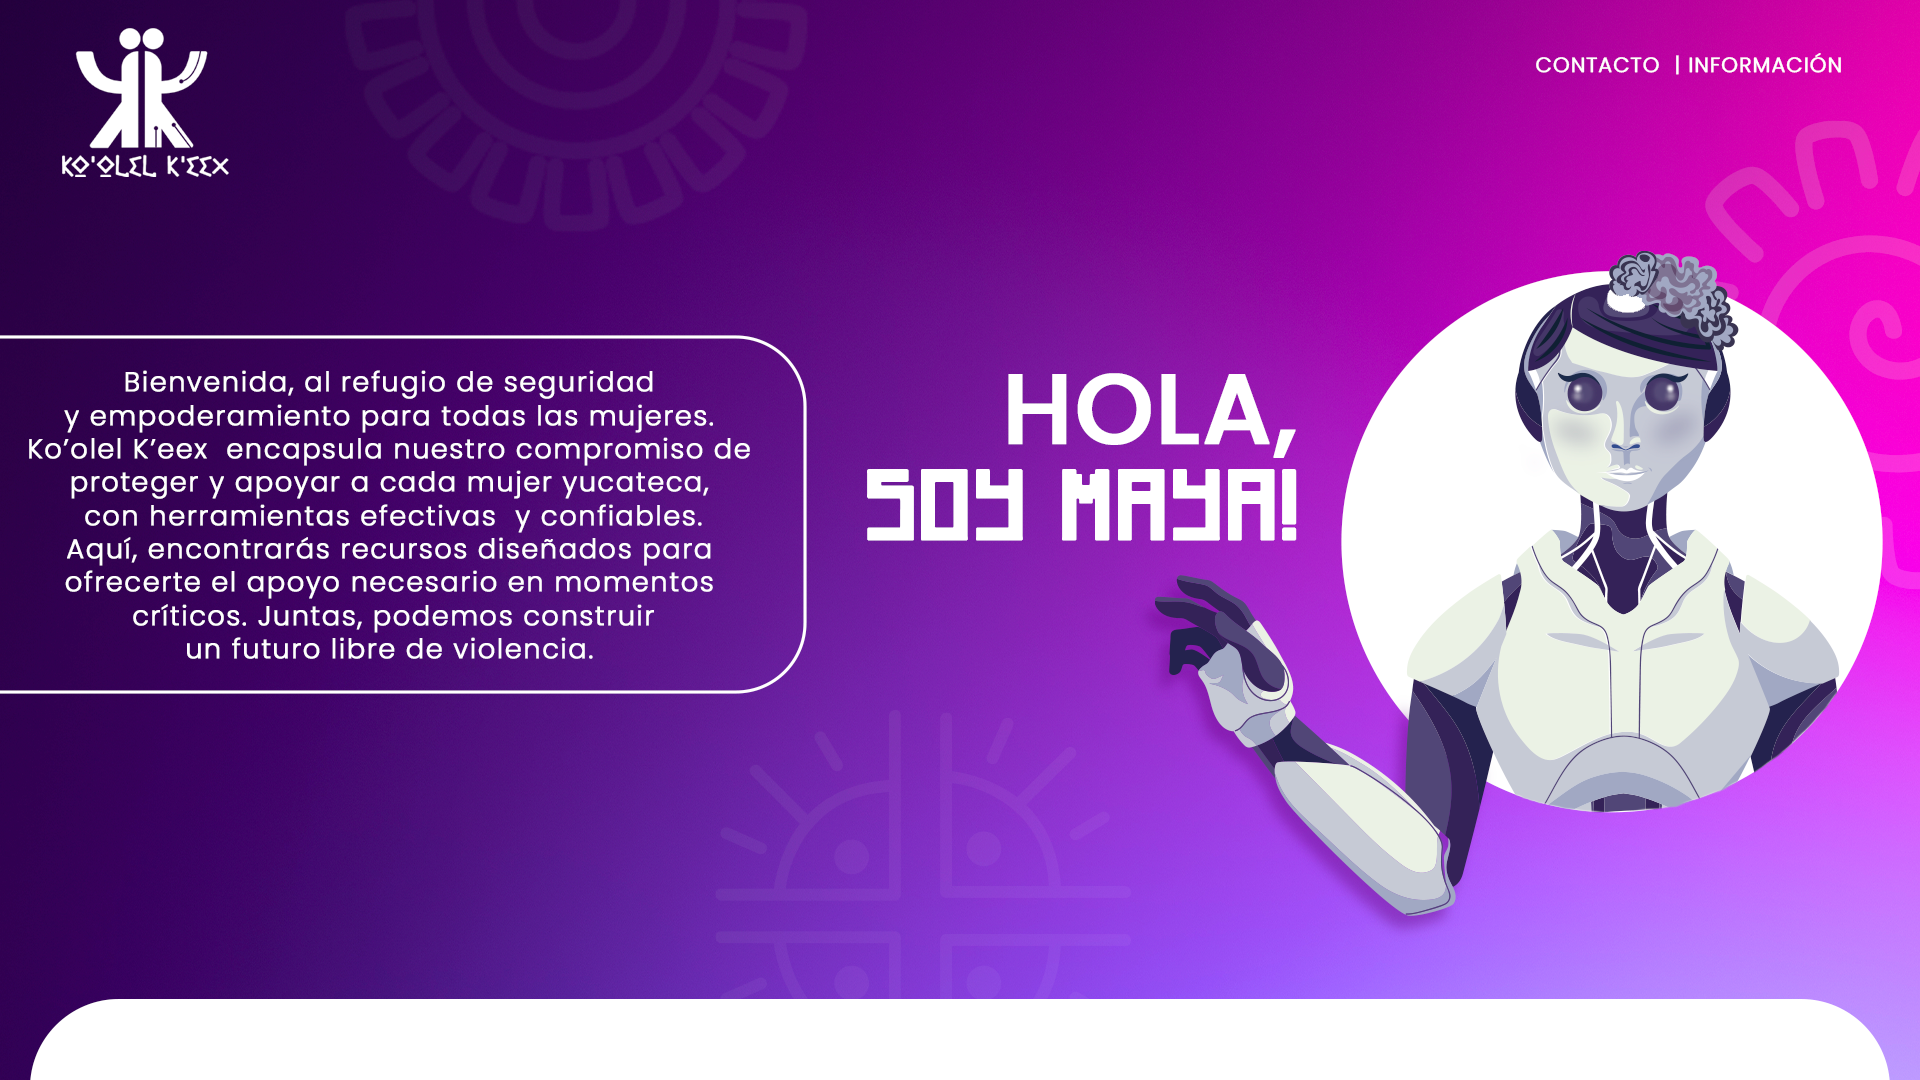 KO'OLEL K'EEX
CONTACTO | INFORMACIÓN
Bienvenida, al refugio de seguridad
y empoderamiento para todas las mujeres.
Ko’olel K’eex encapsula nuestro compromiso de
proteger y apoyar a cada mujer yucateca,
con herramientas efectivas y confiables.
Aquí, encontrarás recursos diseñados para
ofrecerte el apoyo necesario en momentos
críticos. Juntas, podemos construir
un futuro libre de violencia.
HOLA,
SOY MAYA!